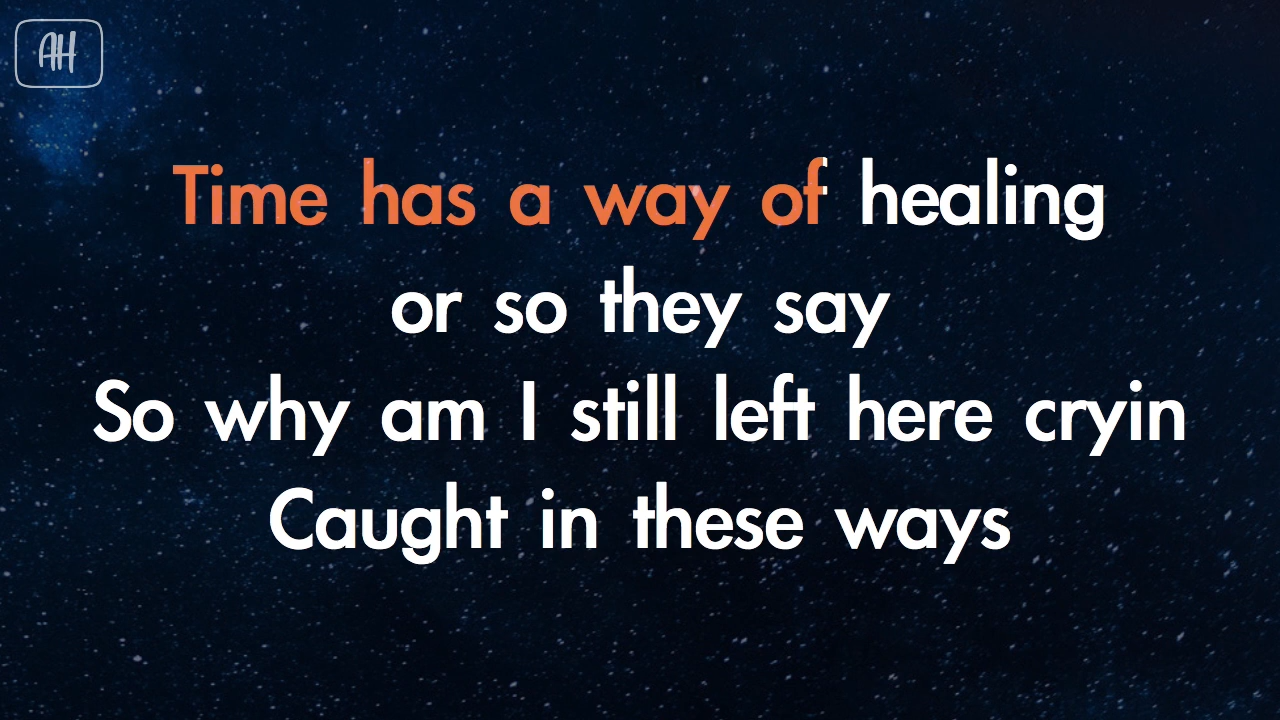 AH
Time has a way of healing
or so they say
So why am I still left here cryin
Caught in these ways